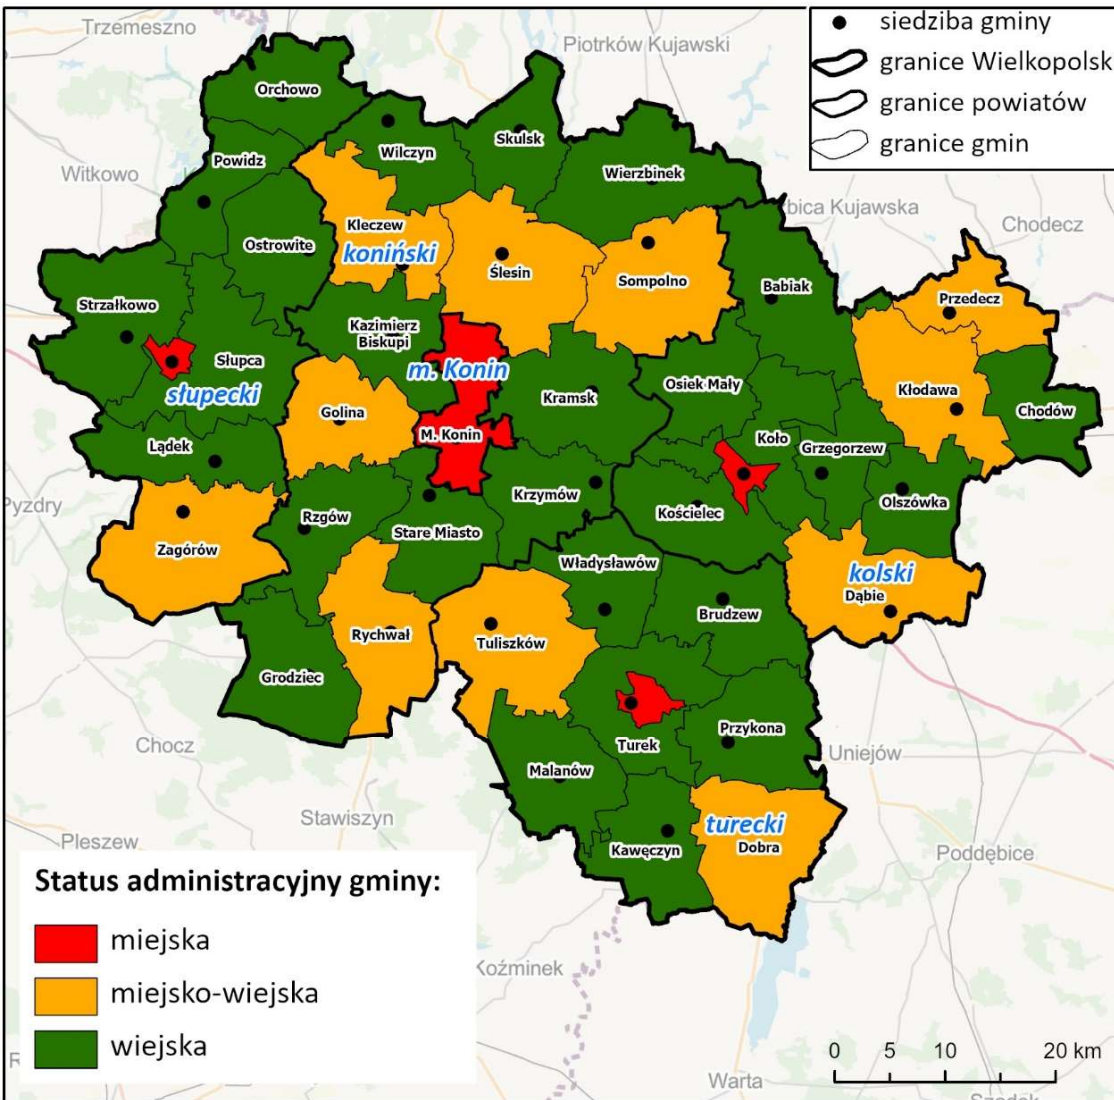 Trzemeszno
Piotrków Kujawski
siedziba gminy
granice Wielkopolsk
granice powiatów
granice gmin
Orchowo
Wilczyn
Skulsk
Powidz
Witkowo
Wierzbinek
bica Kujawska
Chodecz
Kleczew
Ostrowite
koniński
Ślesin
Sompolno
Babiak
Przedecz
Strzałkowo
Kazimierz
Biskupi
Słupca
słupecki
m. Konin
Osiek Mały
Kłodawa
Kramsk
Golina
Chodów
M. Konin
Koło
Grzegorzew
Lądek
Pyzdry
Krzymów
Kościelec
Olszówka
Rzgów
Stare Miasto
Zagórów
Władysławów
kolski
Dąbie
Brudzew
Rychwał
Tuliszków
Grodziec
Chocz
Przykona
Turek
Uniejów
Malanów
Stawiszyn
Pleszew
turecki
Dobra
Kawęczyn
Poddębice
Status administracyjny gminy:
miejska
miejsko-wiejska
wiejska
Koźminek
0 5 10 20 km
Warta